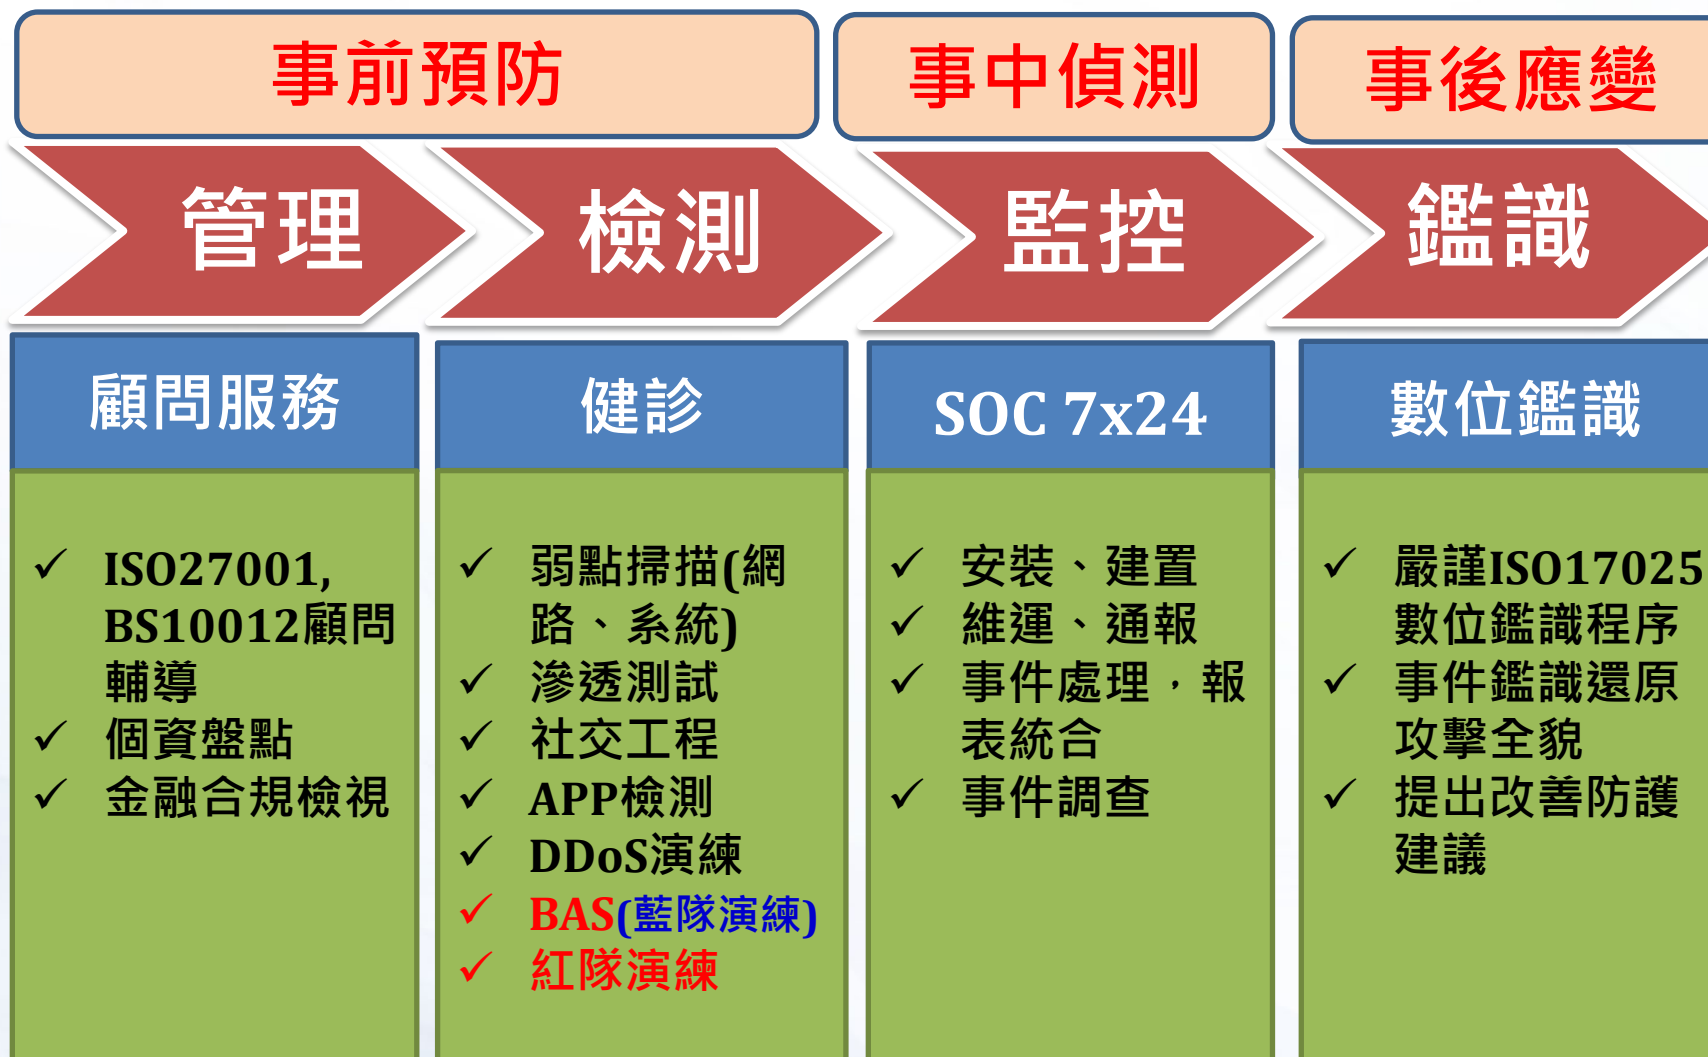 事前預防
事中偵測
事後應變
管理
檢測
監控
鑑識
顧問服務
健診
SOC 7x24
數位鑑識
✓ ISO27001,
BS10012顧問
輔導
✓ 個資盤點
✓ 金融合規檢視
✓ 弱點掃描(網
路、系統)
✓ 滲透測試
✓ 社交工程
✓ APP檢測
✓ DDoS演練
✓ BAS(藍隊演練)
✓ 紅隊演練
✓ 安裝、建置
✓ 維運、通報
✓ 事件處理，報
表統合
✓ 事件調查
✓ 嚴謹ISO17025
數位鑑識程序
✓ 事件鑑識還原
攻擊全貌
✓ 提出改善防護
建議